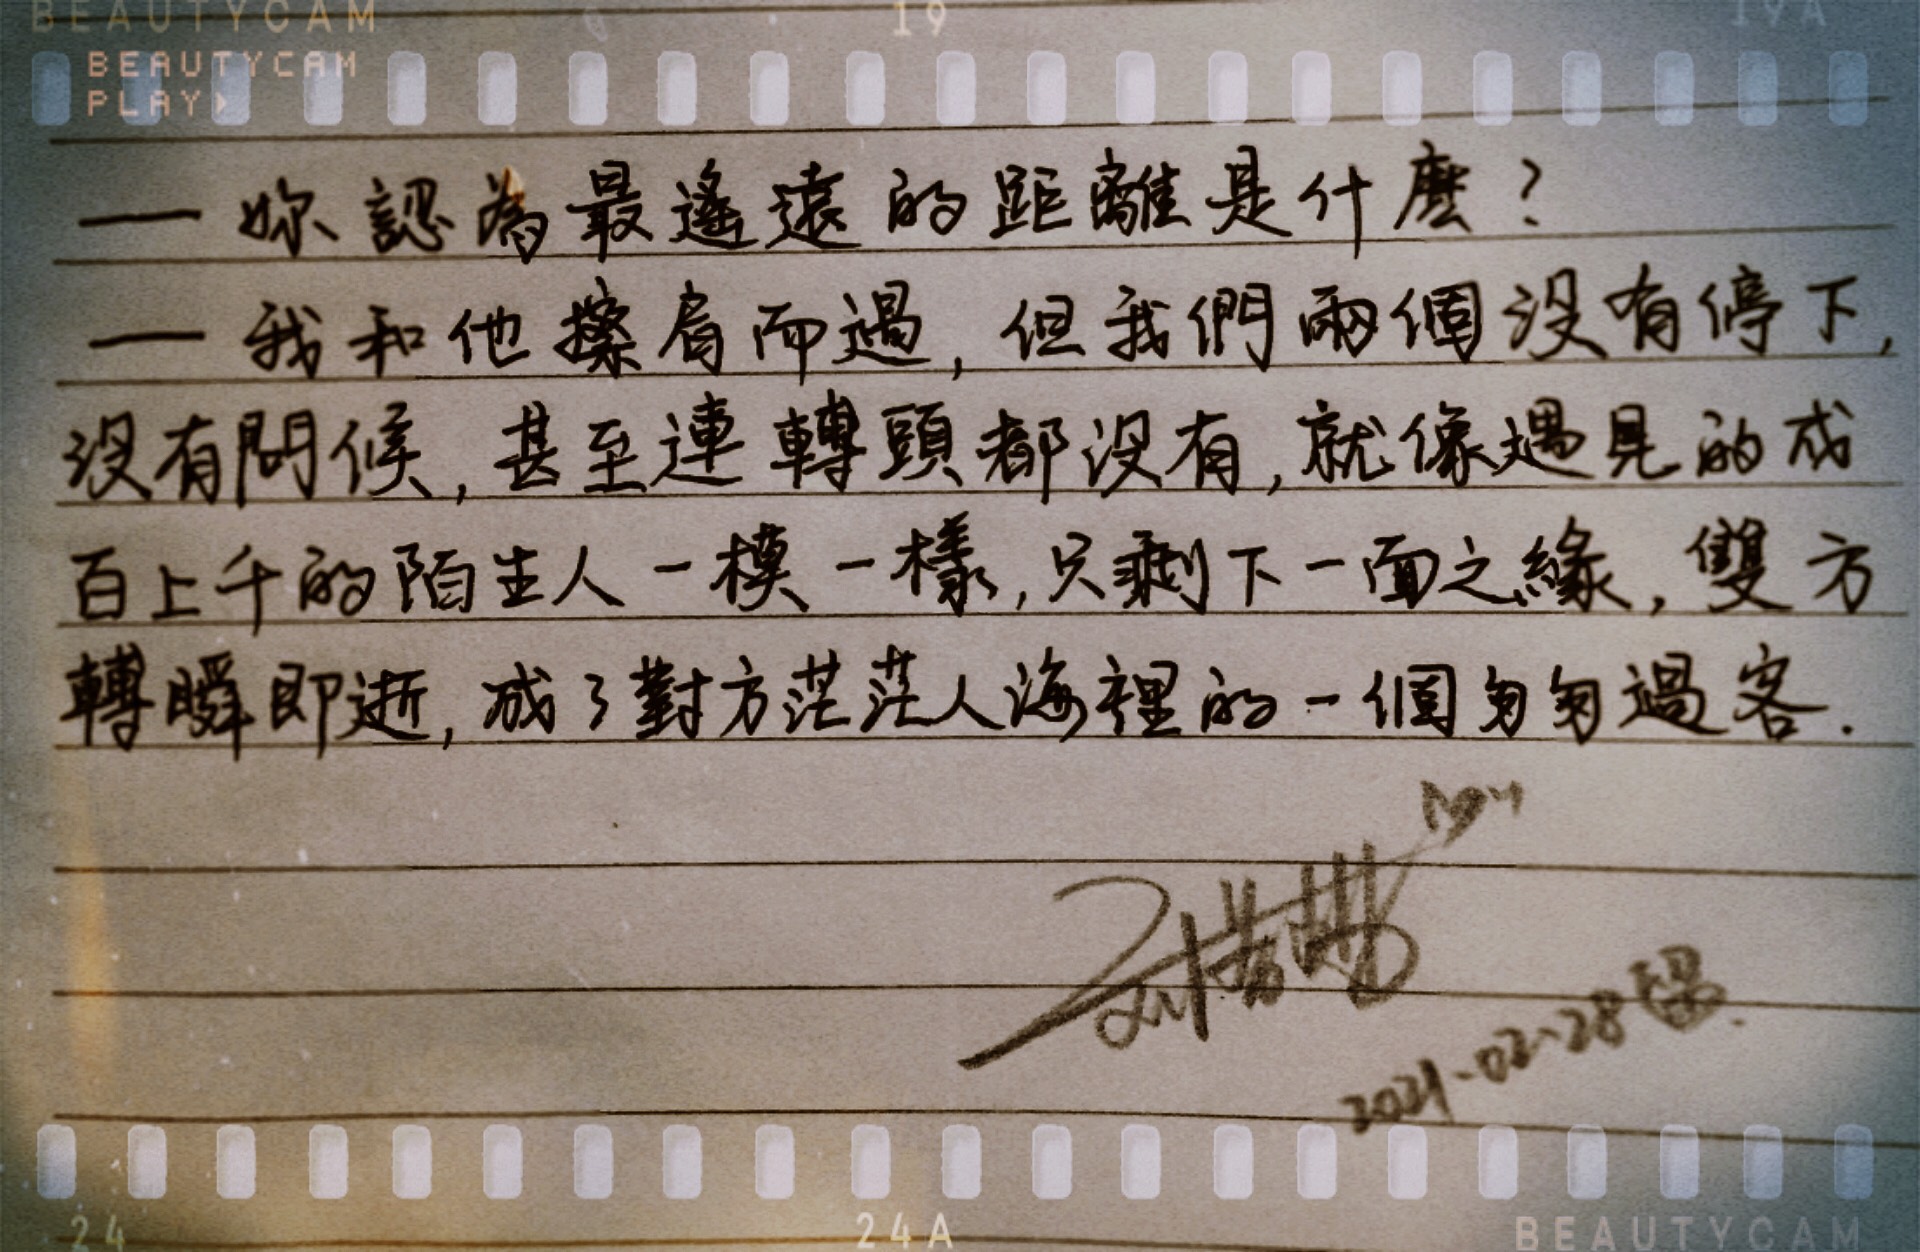 BEAUTYCAM 19 19A
BEAUTYCAM
PLAY
—妳認為最遙遠的距離是什麼?
—我和他擦肩而過,但我們兩個沒有停下,
沒有問候,甚至連轉頭都沒有,就像遇見的成
百上千的陌生人一模一樣,只剩下一面之緣,雙方
轉瞬即逝,成了對方茫茫人海裡的一個匆匆過客.
2021-02-28
24 24A BEAUTYCAM